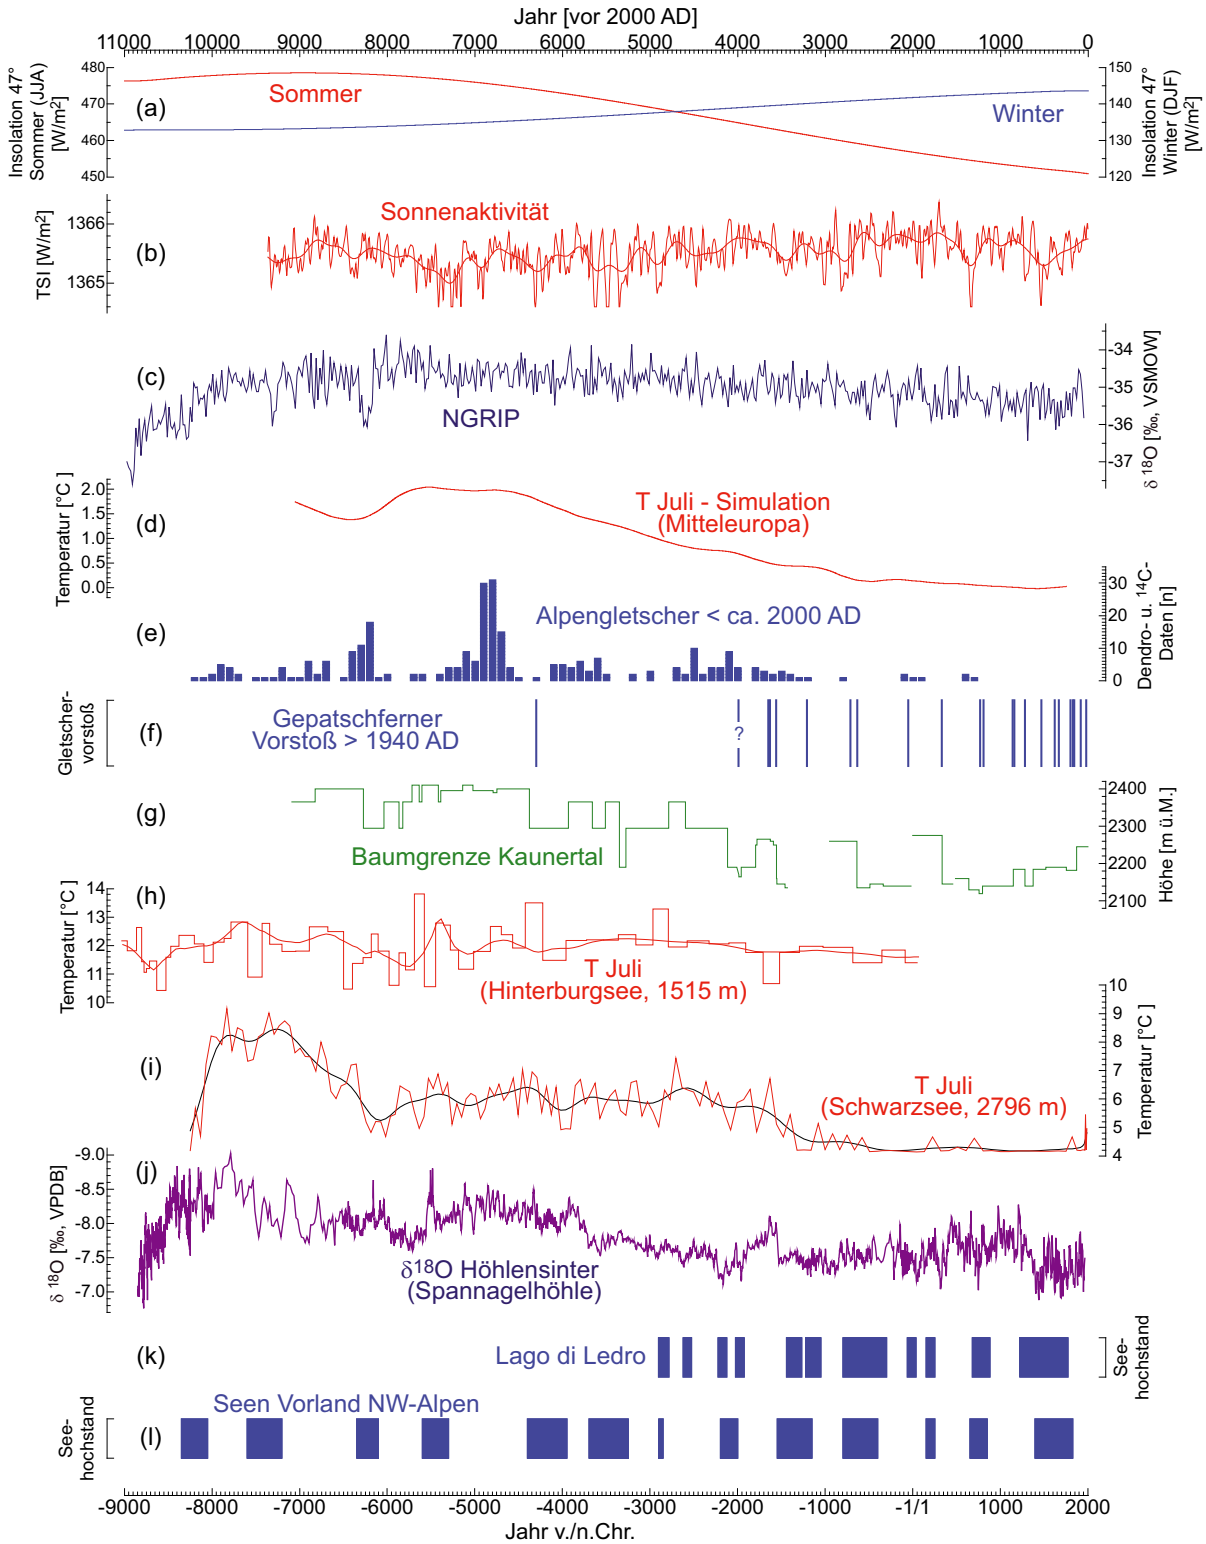 Jahr [vor 2000 AD]
11000 10000 9000 8000 7000 6000 5000 4000 3000 2000 1000 0
Insolation 47°
Sommer (JJA)
[W/m²]
480
470
460
450
(a)
Sommer
Winter
150
140
130
120
Insolation 47°
Winter (DJF)
[W/m²]
TSI [W/m²]
1366
1365
(b)
Sonnenaktivität
(c)
NGRIP
-34
-35
-36
-37
δ ¹⁸O [‰, VSMOW]
Temperatur [°C ]
2.0
1.5
1.0
0.5
0.0
(d)
T Juli - Simulation
(Mitteleuropa)
(e)
Alpengletscher < ca. 2000 AD
30
20
10
0
Dendro- u. ¹⁴C-
Daten [n]
Gletscher-
vorstoß
(f)
Gepatschferner
Vorstoß > 1940 AD
?
(g)
Baumgrenze Kaunertal
2400
2300
2200
2100
Höhe [m ü.M.]
Temperatur [°C ]
14
13
12
11
10
(h)
T Juli
(Hinterburgsee, 1515 m)
(i)
T Juli
(Schwarzsee, 2796 m)
10
9
8
7
6
5
4
Temperatur [°C ]
δ ¹⁸O [‰, VPDB]
-9.0
-8.5
-8.0
-7.5
-7.0
(j)
δ¹⁸O Höhlensinter
(Spannagelhöhle)
(k)
Lago di Ledro
See-
hochstand
Seen Vorland NW-Alpen
See-
hochstand
(l)
-9000 -8000 -7000 -6000 -5000 -4000 -3000 -2000 -1000 -1/1 1000 2000
Jahr v./n.Chr.